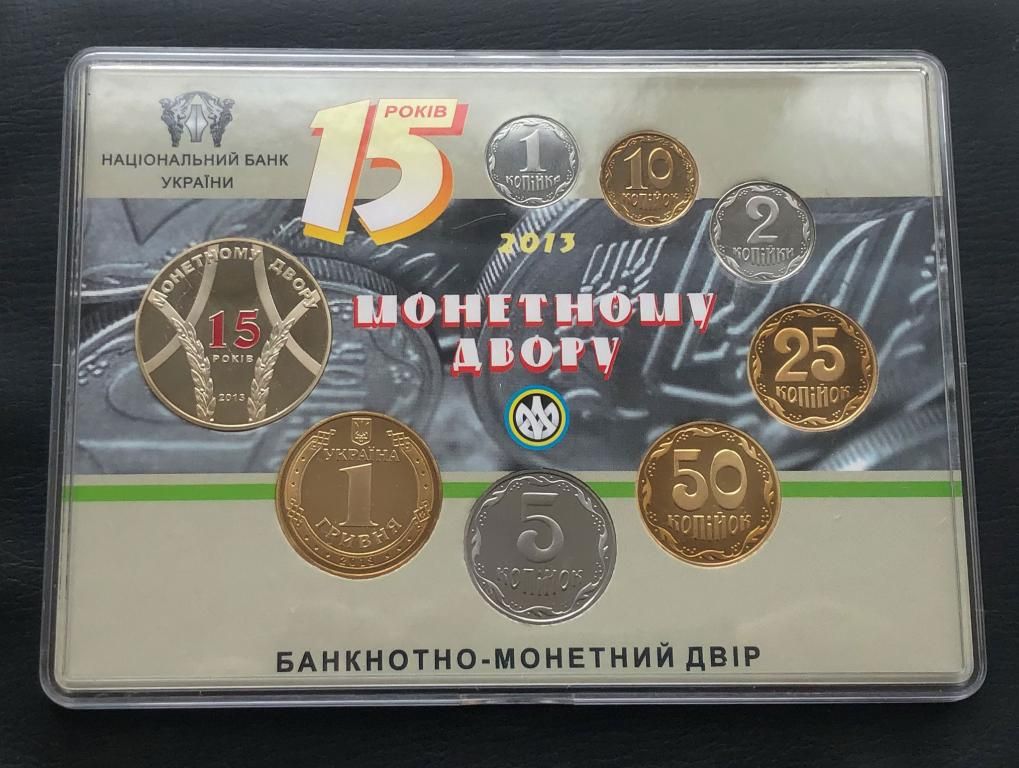 НАЦІОНАЛЬНИЙ БАНК
УКРАЇНИ
15
РОКІВ
2013
МОНЕТНОМУ
ДВОРУ
1
КОПІЙКА
10
КОПІЙОК
2
КОПІЙКИ
25
КОПІЙОК
50
КОПІЙОК
5
КОПІЙОК
УКРАЇНА
1
ГРИВНЯ
2013
МОНЕТНОМУ ДВОРУ
15
РОКІВ
2013
БАНКНОТНО-МОНЕТНИЙ ДВІР